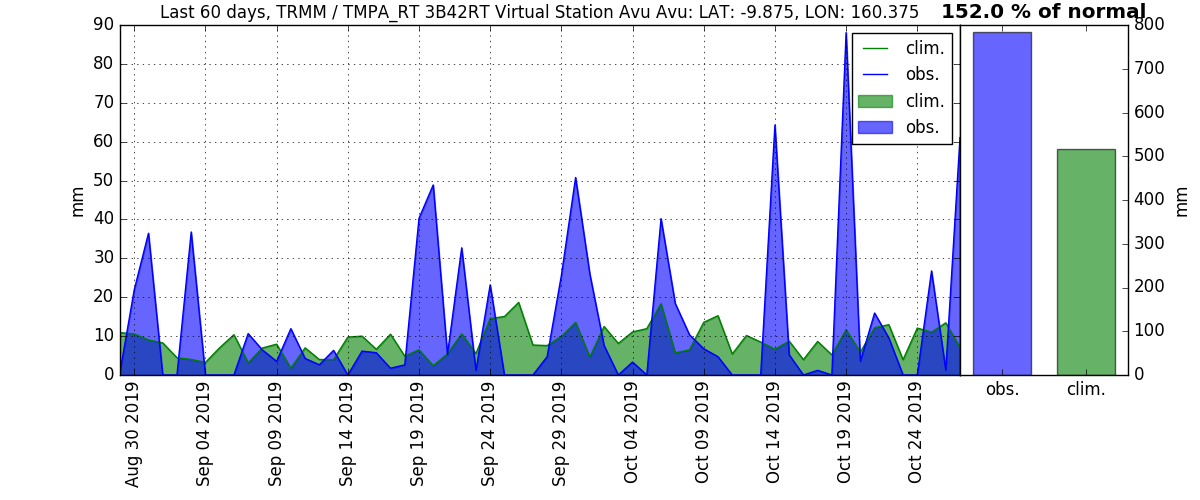 Last 60 days, TRMM / TMPA_RT 3B42RT Virtual Station Avu Avu: LAT: -9.875, LON: 160.375
152.0 % of normal
90
80
70
60
50
40
30
20
10
0
mm
clim.
obs.
clim.
obs.
Aug 30 2019
Sep 04 2019
Sep 09 2019
Sep 14 2019
Sep 19 2019
Sep 24 2019
Sep 29 2019
Oct 04 2019
Oct 09 2019
Oct 14 2019
Oct 19 2019
Oct 24 2019
800
700
600
500
400
300
200
100
0
mm
obs.
clim.